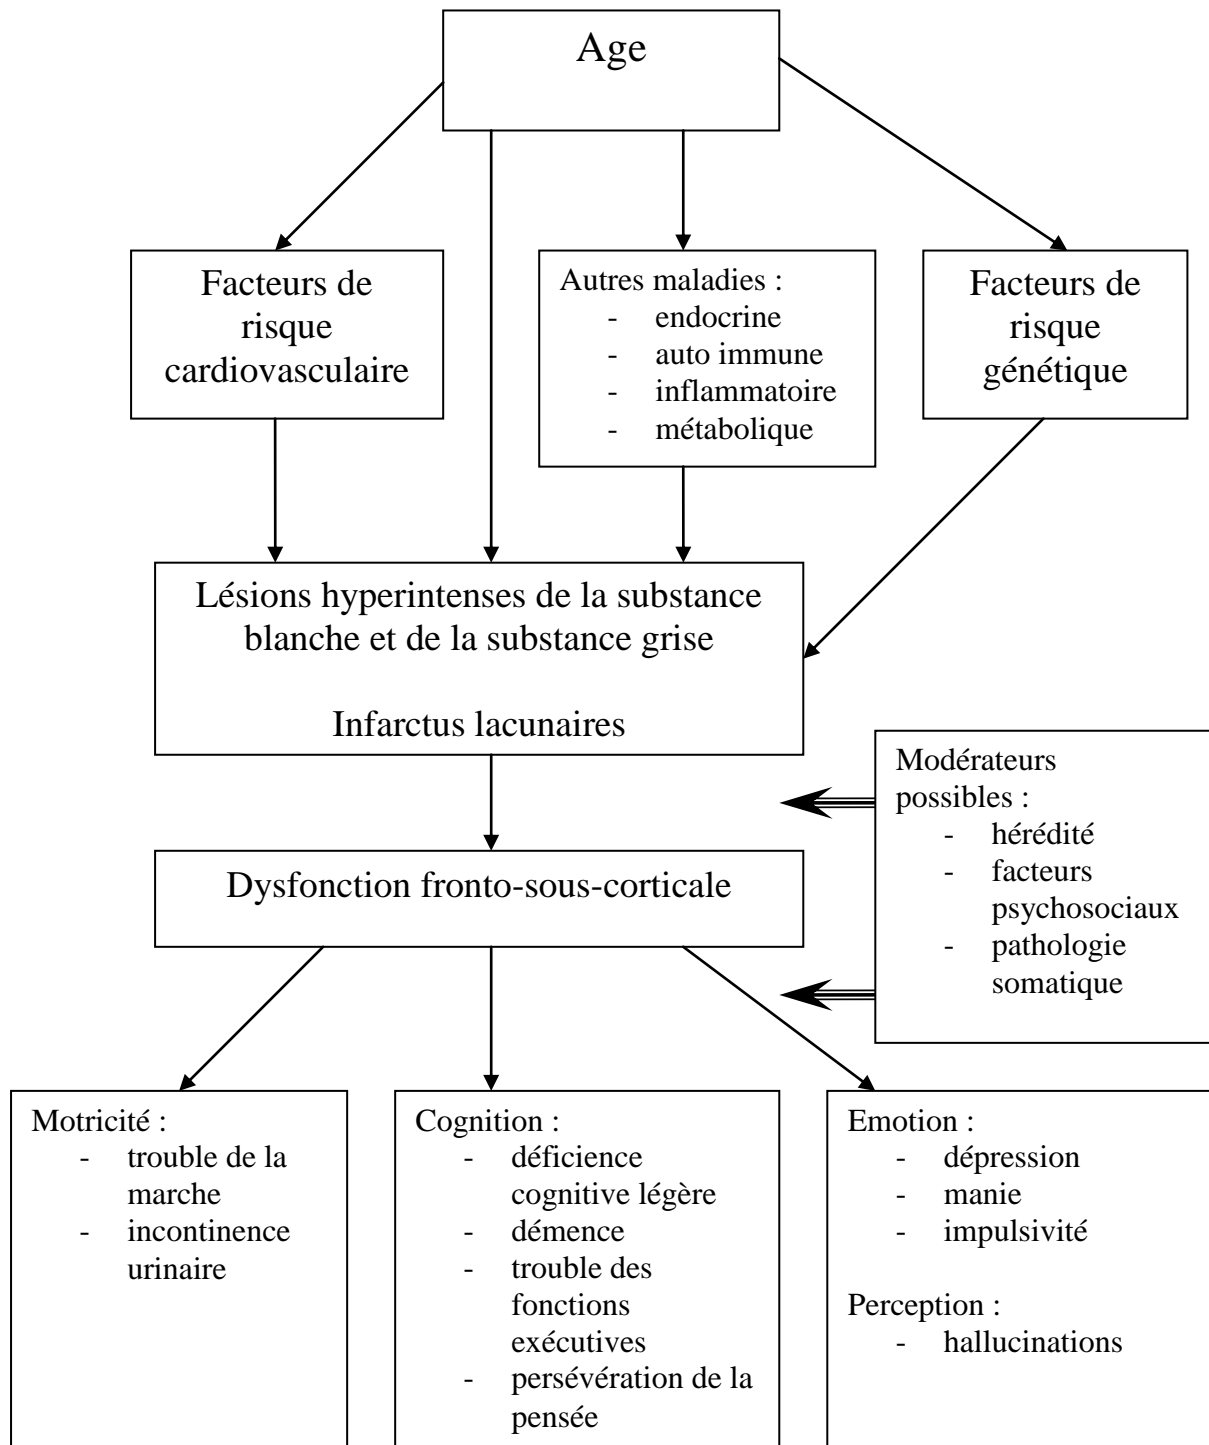 Age
Facteurs de
risque
cardiovasculaire
Autres maladies :
- endocrine
- auto immune
- inflammatoire
- métabolique
Facteurs de
risque
génétique
Lésions hyperintenses de la substance
blanche et de la substance grise
Infarctus lacunaires
Modérateurs
possibles :
- hérédité
- facteurs
psychosociaux
- pathologie
somatique
Dysfonction fronto-sous-corticale
Motricité :
- trouble de la
marche
- incontinence
urinaire
Cognition :
- déficience
cognitive légère
- démence
- trouble des
fonctions
exécutives
- persévération de la
pensée
Emotion :
- dépression
- manie
- impulsivité
Perception :
- hallucinations